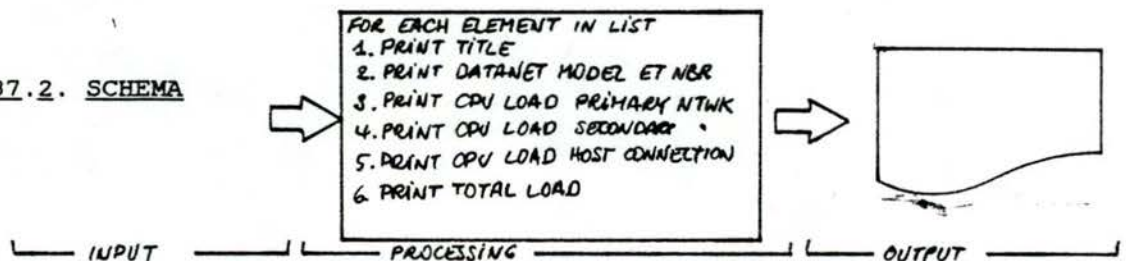 FOR EACH ELEMENT IN LIST
1. PRINT TITLE
2. PRINT DATANET MODEL ET NBR
3. PRINT CPU LOAD PRIMARY NTWK
4. PRINT CPU LOAD SECONDARY "
5. PRINT CPU LOAD HOST CONNECTION
6 PRINT TOTAL LOAD
37.2. SCHEMA
INPUT PROCESSING OUTPUT